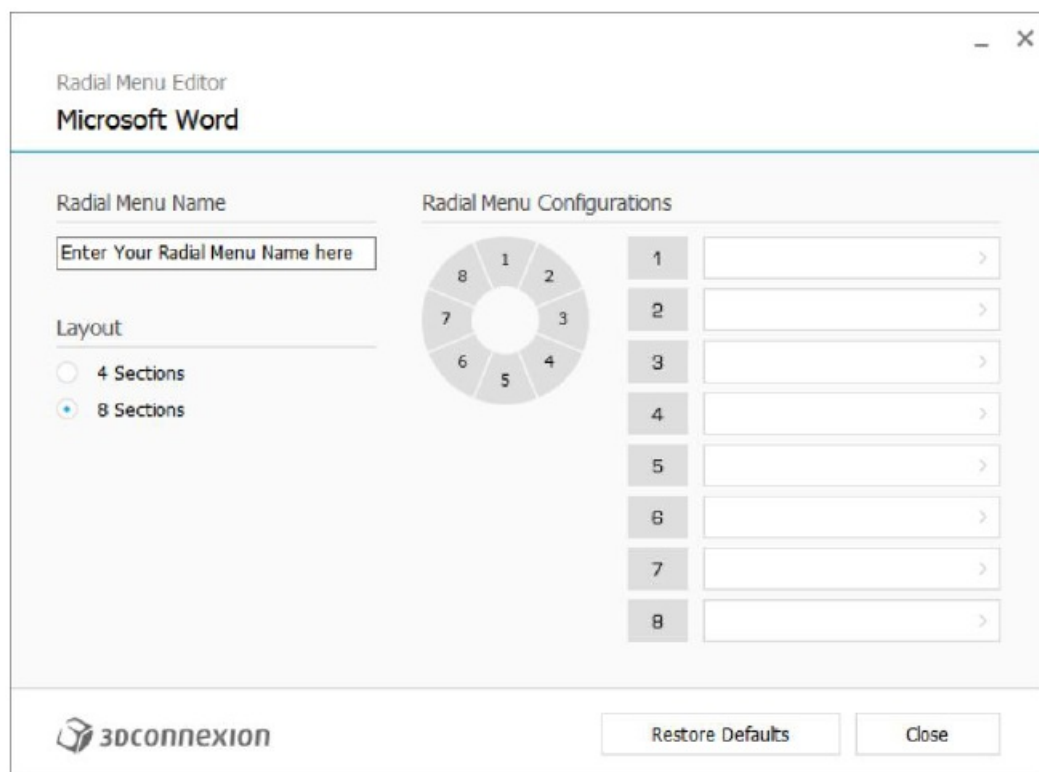 Radial Menu Editor
Microsoft Word
Radial Menu Name
Enter Your Radial Menu Name here
Layout
4 Sections
8 Sections
Radial Menu Configurations
1
2
3
4
5
6
7
8
1
2
3
4
5
6
7
8
3Dconnexion
Restore Defaults
Close